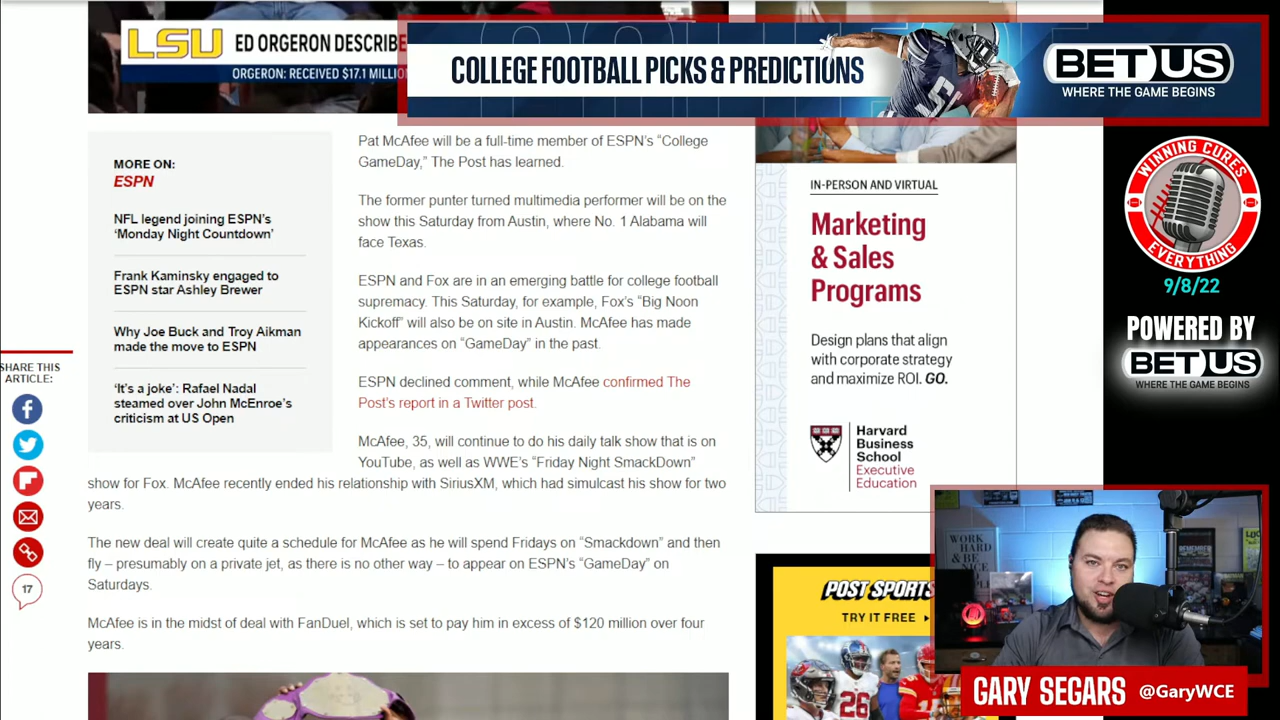 LSU ED ORGERON DESCRIBE
ORGERON: RECEIVED $17.1 MILLIO
COLLEGE FOOTBALL PICKS & PREDICTIONS
BETUS
WHERE THE GAME BEGINS
MORE ON:
ESPN
NFL legend joining ESPN’s
‘Monday Night Countdown’
Frank Kaminsky engaged to
ESPN star Ashley Brewer
Why Joe Buck and Troy Aikman
made the move to ESPN
‘It’s a joke’: Rafael Nadal
steamed over John McEnroe’s
criticism at US Open
SHARE THIS
ARTICLE:
17
Pat McAfee will be a full-time member of ESPN’s “College
GameDay,” The Post has learned.
The former punter turned multimedia performer will be on the
show this Saturday from Austin, where No. 1 Alabama will
face Texas.
ESPN and Fox are in an emerging battle for college football
supremacy. This Saturday, for example, Fox’s “Big Noon
Kickoff” will also be on site in Austin. McAfee has made
appearances on “GameDay” in the past.
ESPN declined comment, while McAfee confirmed The
Post’s report in a Twitter post.
McAfee, 35, will continue to do his daily talk show that is on
YouTube, as well as WWE’s “Friday Night SmackDown”
show for Fox. McAfee recently ended his relationship with SiriusXM, which had simulcast his show for two
years.
The new deal will create quite a schedule for McAfee as he will spend Fridays on “Smackdown” and then
fly – presumably on a private jet, as there is no other way – to appear on ESPN’s “GameDay” on
Saturdays.
McAfee is in the midst of deal with FanDuel, which is set to pay him in excess of $120 million over four
years.
IN-PERSON AND VIRTUAL
Marketing
& Sales
Programs
Design plans that align
with corporate strategy
and maximize ROI. GO.
Harvard
Business
School
Executive
Education
POST SPORTS
TRY IT FREE
26
WINNING CURES
EVERYTHING
9/8/22
POWERED BY
BETUS
WHERE THE GAME BEGINS
WORK
HARD &
BE NICE
GARY SEGARS @GaryWCE